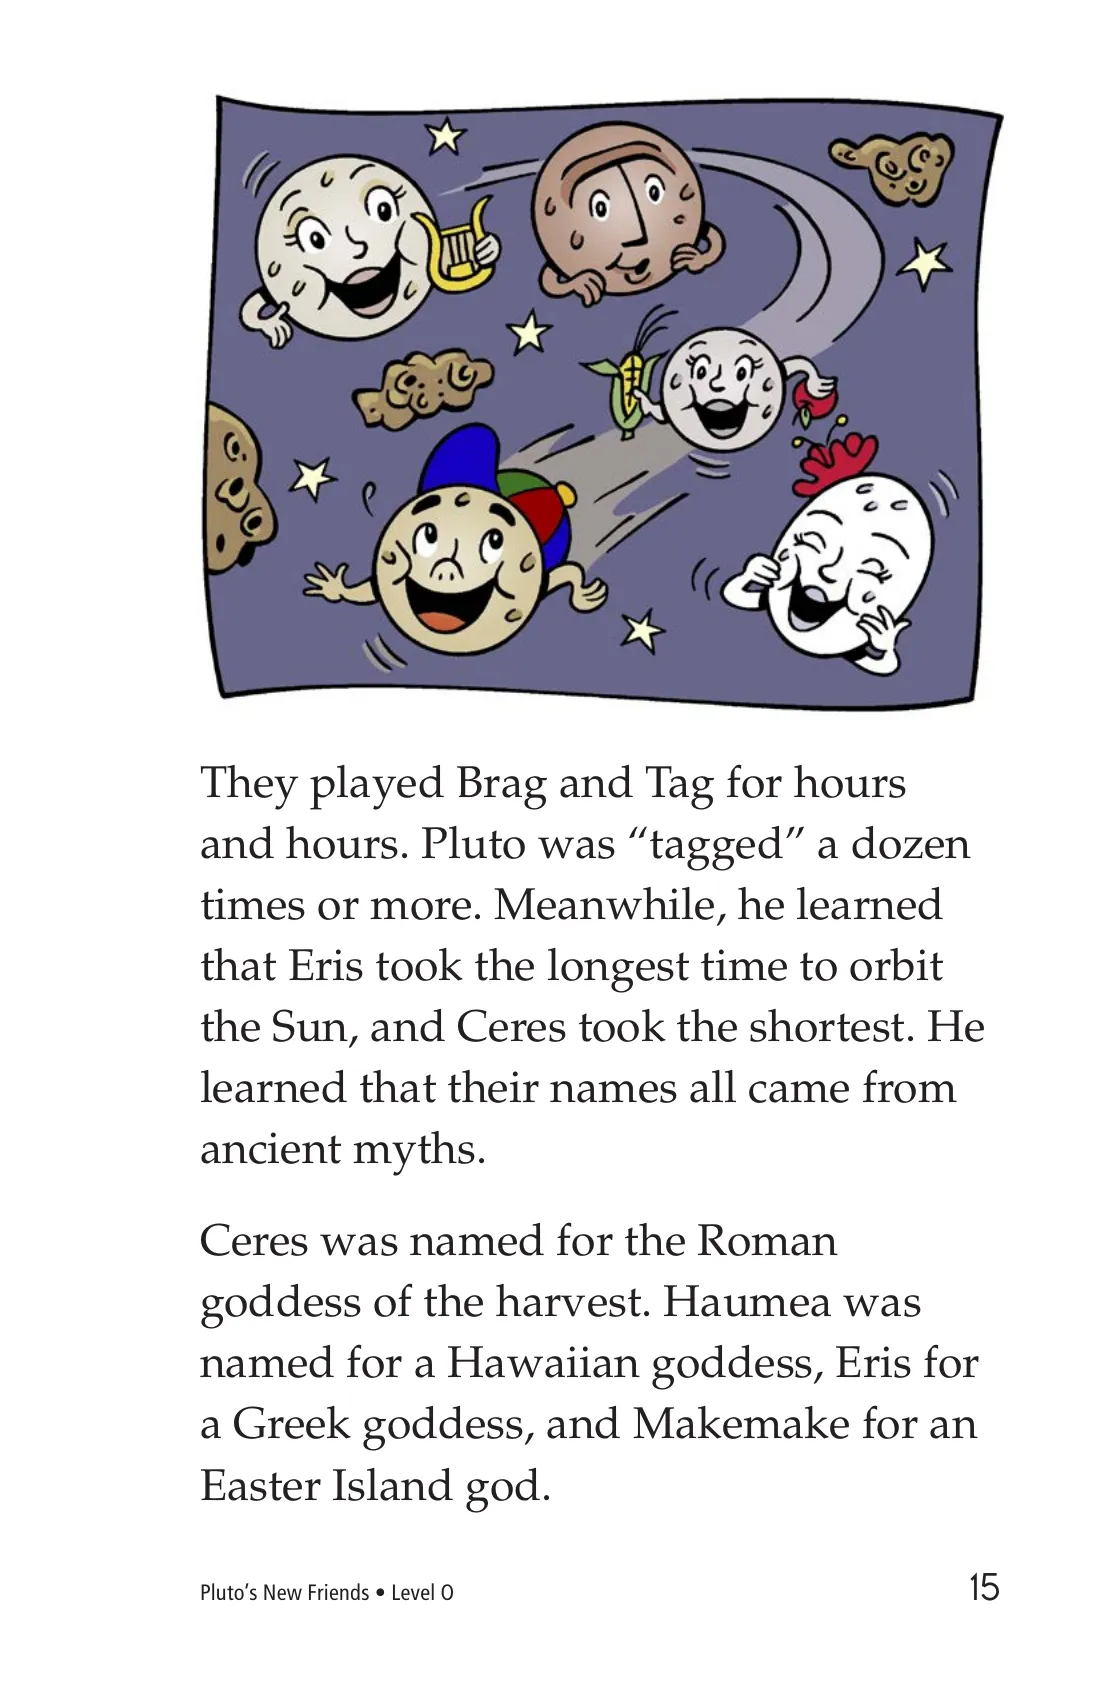 They played Brag and Tag for hours
and hours. Pluto was “tagged” a dozen
times or more. Meanwhile, he learned
that Eris took the longest time to orbit
the Sun, and Ceres took the shortest. He
learned that their names all came from
ancient myths.
Ceres was named for the Roman
goddess of the harvest. Haumea was
named for a Hawaiian goddess, Eris for
a Greek goddess, and Makemake for an
Easter Island god.
Pluto’s New Friends • Level O
15